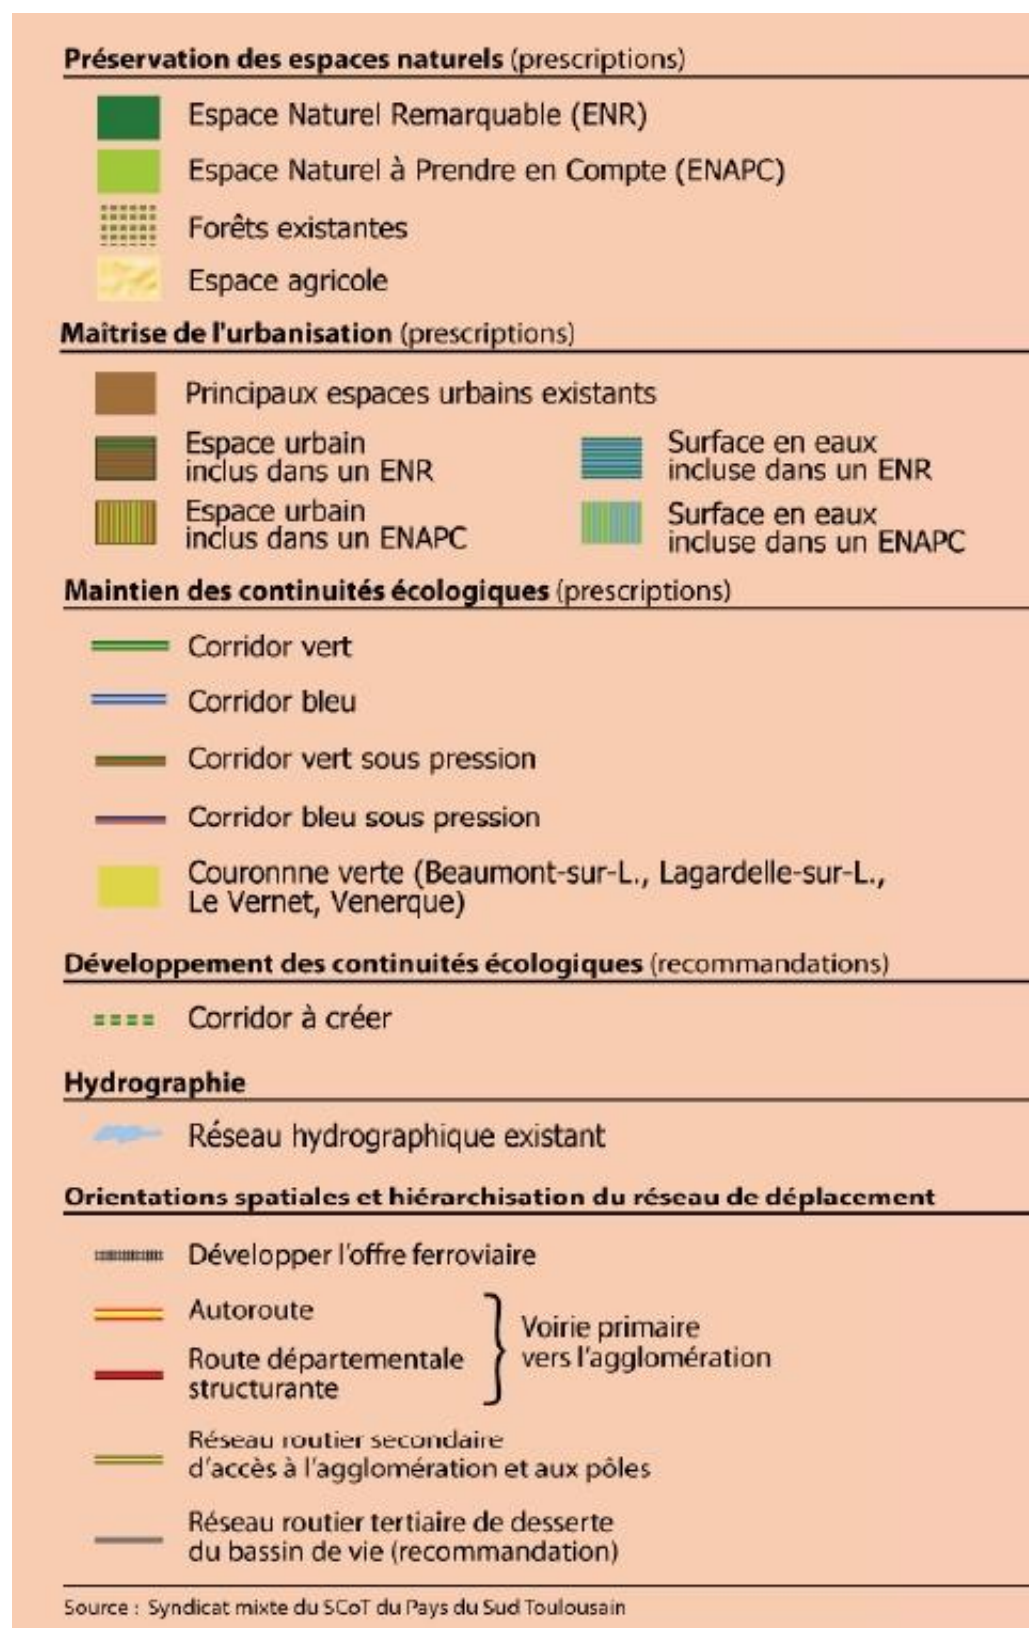 Préservation des espaces naturels (prescriptions)
Espace Naturel Remarquable (ENR)
Espace Naturel à Prendre en Compte (ENAPC)
Forêts existantes
Espace agricole
Maîtrise de l'urbanisation (prescriptions)
Principaux espaces urbains existants
Espace urbain
inclus dans un ENR
Surface en eaux
incluse dans un ENR
Espace urbain
inclus dans un ENAPC
Surface en eaux
incluse dans un ENAPC
Maintien des continuités écologiques (prescriptions)
Corridor vert
Corridor bleu
Corridor vert sous pression
Corridor bleu sous pression
Couronnne verte (Beaumont-sur-L., Lagardelle-sur-L.,
Le Vernet, Venerque)
Développement des continuités écologiques (recommandations)
Corridor à créer
Hydrographie
Réseau hydrographique existant
Orientations spatiales et hiérarchisation du réseau de déplacement
Développer l'offre ferroviaire
Autoroute
Route départementale
structurante
Voirie primaire
vers l'agglomération
Réseau routier secondaire
d'accès à l'agglomération et aux pôles
Réseau routier tertiaire de desserte
du bassin de vie (recommandation)
Source : Syndicat mixte du SCoT du Pays du Sud Toulousain